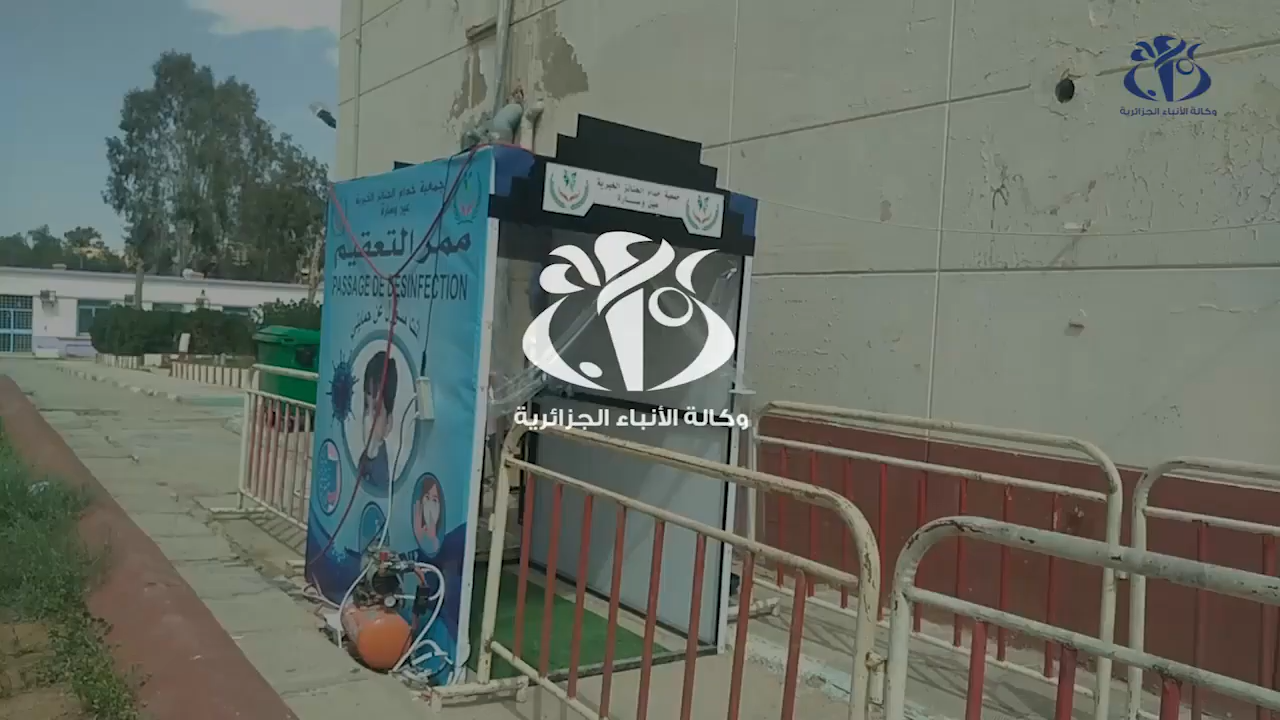 وكالة الأنباء الجزائرية
جمعية خدام الجنائز الخيرية
عين وسارة
ممر التعقيم
PASSAGE DE DESINFECTION
جمعية خدام الجنائز الخيرية
عين وسارة
وكالة الأنباء الجزائرية